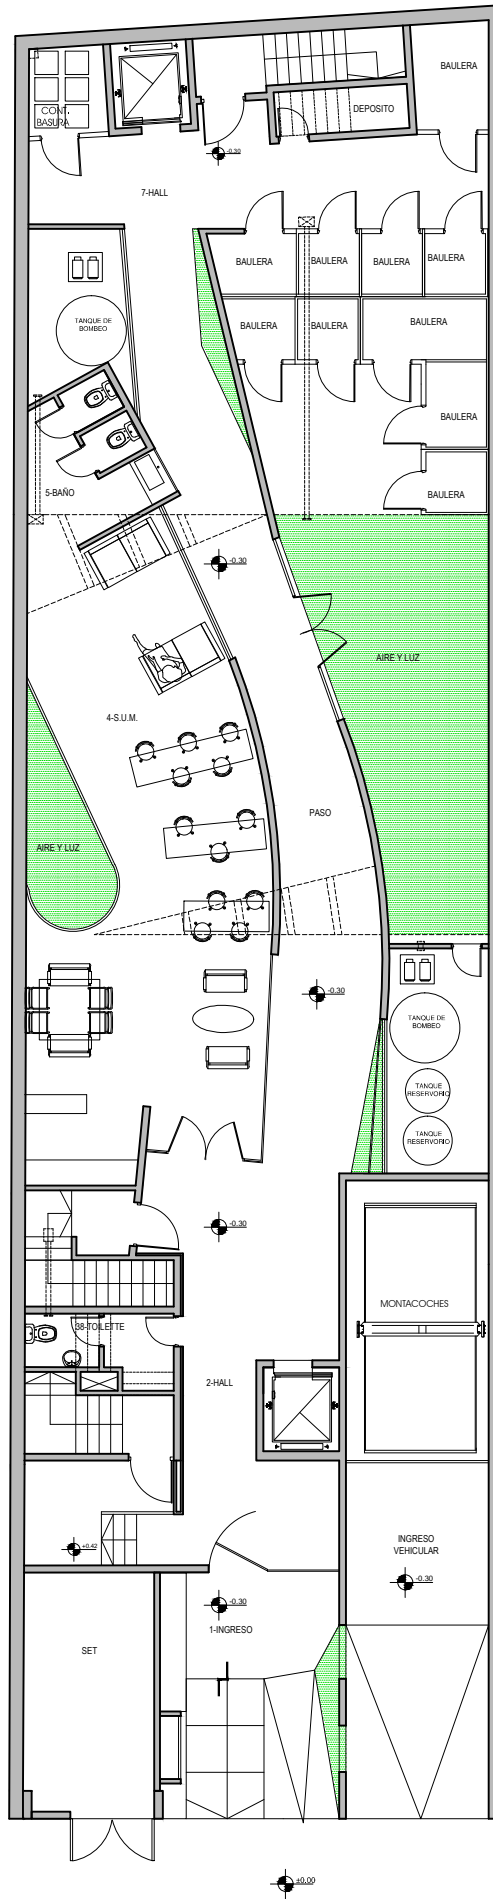 BAULERA
CONT.
BASURA
DEPOSITO
-0.30
7-HALL
BAULERA
BAULERA
BAULERA
BAULERA
TANQUE DE
BOMBEO
BAULERA
BAULERA
BAULERA
BAULERA
5-BAÑO
BAULERA
-0.30
AIRE Y LUZ
4-S.U.M.
PASO
AIRE Y LUZ
-0.30
TANQUE DE
BOMBEO
TANQUE
RESERVORIO
TANQUE
RESERVORIO
-0.30
MONTACOCHES
38-TOILETTE
2-HALL
+0.42
INGRESO
VEHICULAR
-0.30
-0.30
1-INGRESO
SET
±0.00